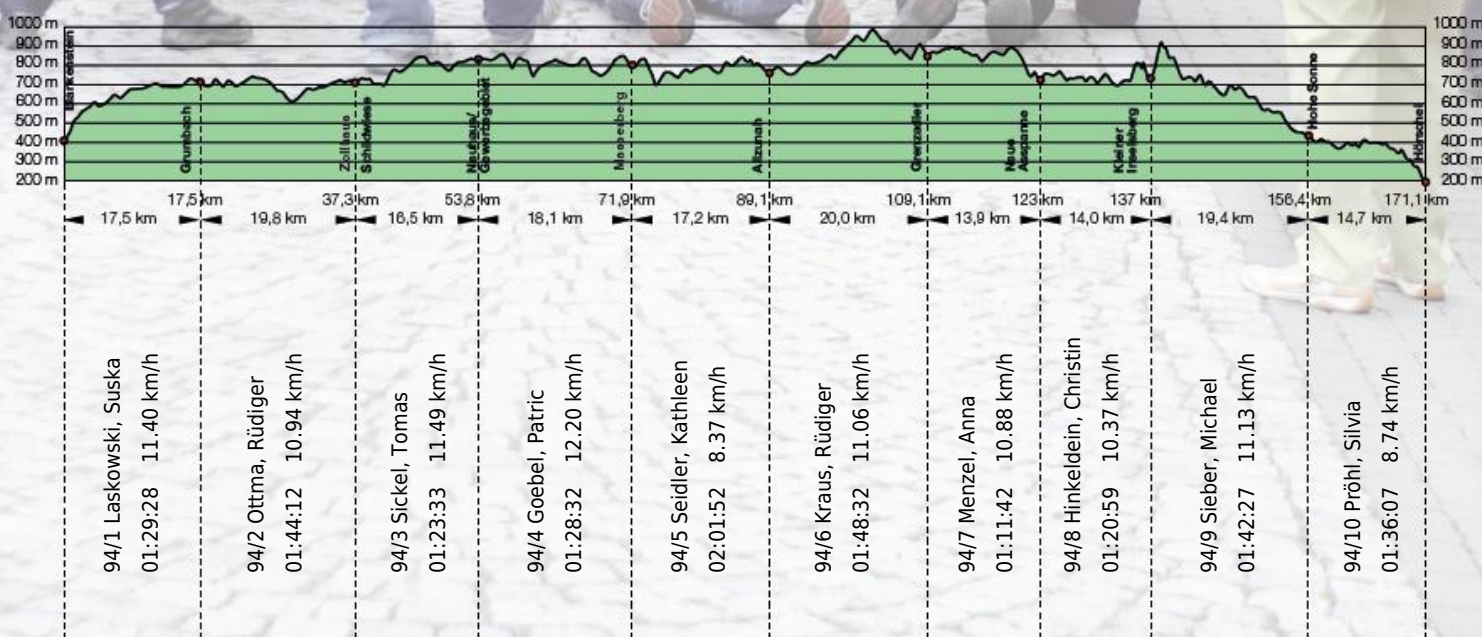 1000 m
900 m
800 m
700 m
600 m
500 m
400 m
300 m
200 m
1000 m
900 m
800 m
700 m
600 m
500 m
400 m
300 m
200 m
Blankenstein
Grumbach
Zollhaus
Schildwiese
Neuhaus/
Masserberg
Allzunah
Grenzadler
Neue
Ausspanne
Kleiner
Inselsberg
Hohe Sonne
Hörschel
17,5 km
37,3 km
53,8 km
71,9 km
89,1 km
109,1 km
123 km
137 km
156,4 km
171,1 km
17,5 km
19,8 km
16,5 km
18,1 km
17,2 km
20,0 km
13,9 km
14,0 km
19,4 km
14,7 km
94/1 Laskowski, Suska
01:29:28 11.40 km/h
94/2 Ottma, Rüdiger
01:44:12 10.94 km/h
94/3 Sickel, Tomas
01:23:33 11.49 km/h
94/4 Goebel, Patric
01:28:32 12.20 km/h
94/5 Seidler, Kathleen
02:01:52 8.37 km/h
94/6 Kraus, Rüdiger
01:48:32 11.06 km/h
94/7 Menzel, Anna
01:11:42 10.88 km/h
94/8 Hinkeldein, Christin
01:20:59 10.37 km/h
94/9 Sieber, Michael
01:42:27 11.13 km/h
94/10 Pröhl, Silvia
01:36:07 8.74 km/h